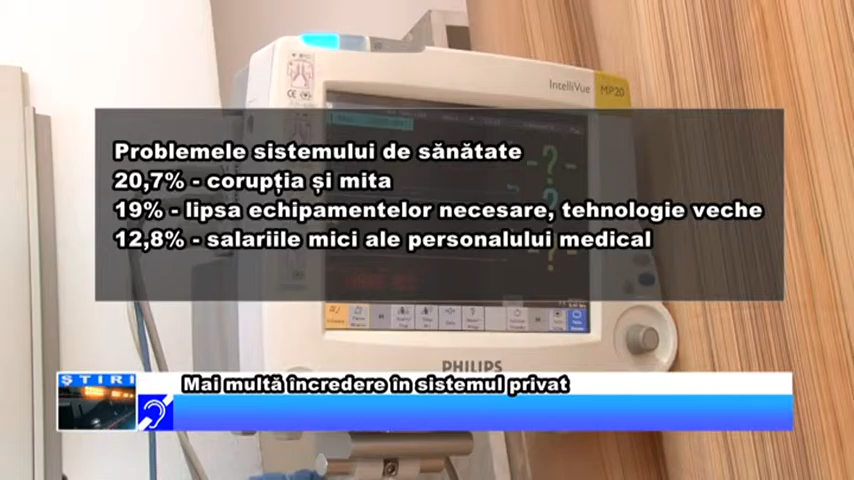 IntelliVue
MP20
Problemele sistemului de sănătate
20,7% - corupția și mita
19% - lipsa echipamentelor necesare, tehnologie veche
12,8% - salariile mici ale personalului medical
PHILIPS
ȘTIRI
Mai multă încredere în sistemul privat